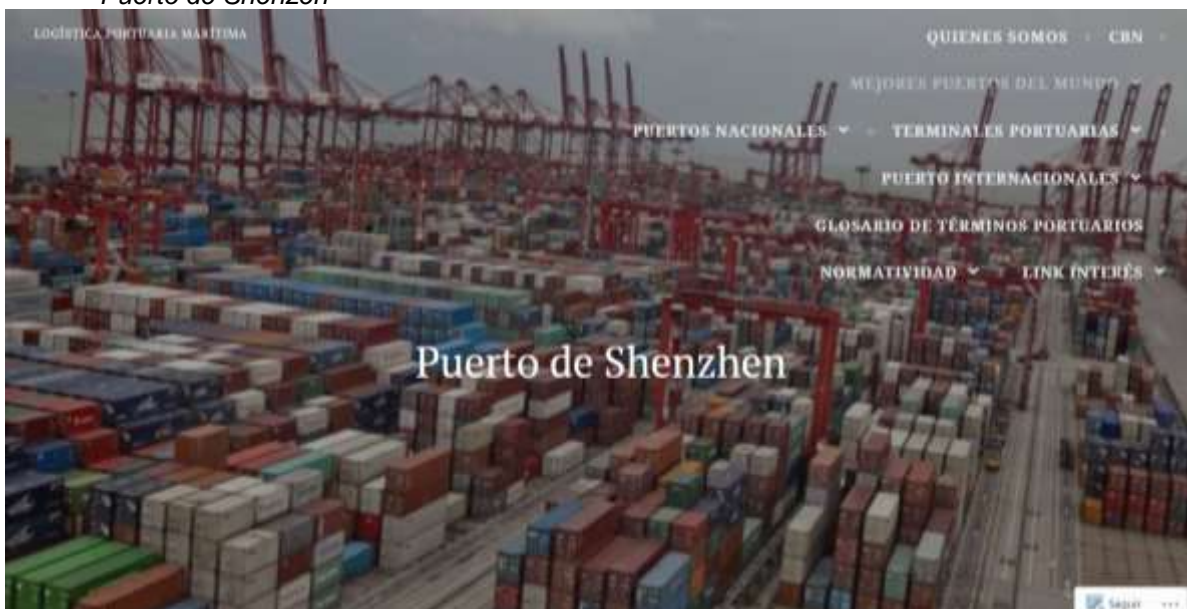 Puerto de Shenzen
LOGÍSTICA PORTUARIA MARÍTIMA
QUIENES SOMOS CBN
MEJORES PUERTOS DEL MUNDO
PUERTOS NACIONALES TERMINALES PORTUARIAS
PUERTO INTERNACIONALES
GLOSARIO DE TÉRMINOS PORTUARIOS
NORMATIVIDAD LINK INTERÉS
Puerto de Shenzhen
Seguir